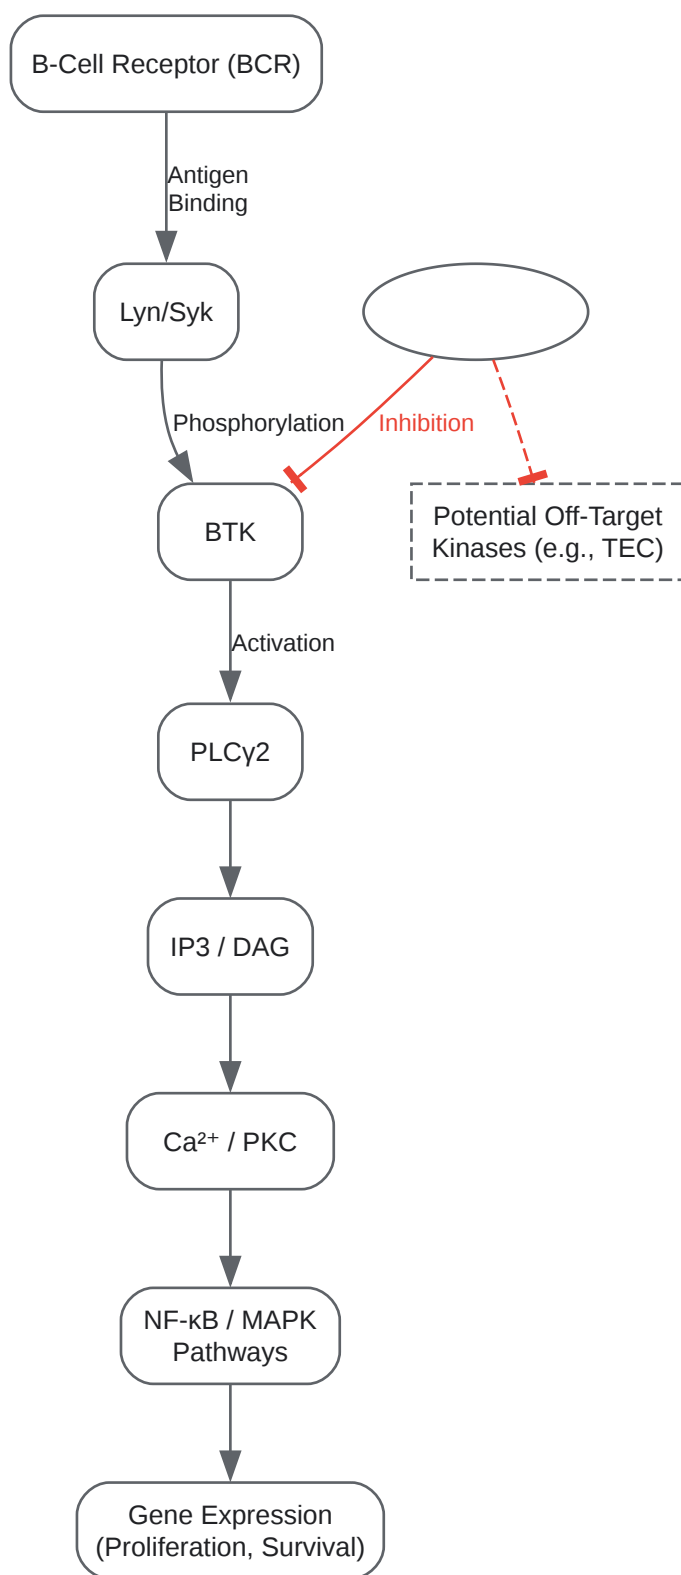 B-Cell Receptor (BCR)
Antigen
Binding
Lyn/Syk
Phosphorylation
Inhibition
BTK
Potential Off-Target
Kinases (e.g., TEC)
Activation
PLCγ2
IP3 / DAG
Ca²⁺ / PKC
NF-κB / MAPK
Pathways
Gene Expression
(Proliferation, Survival)